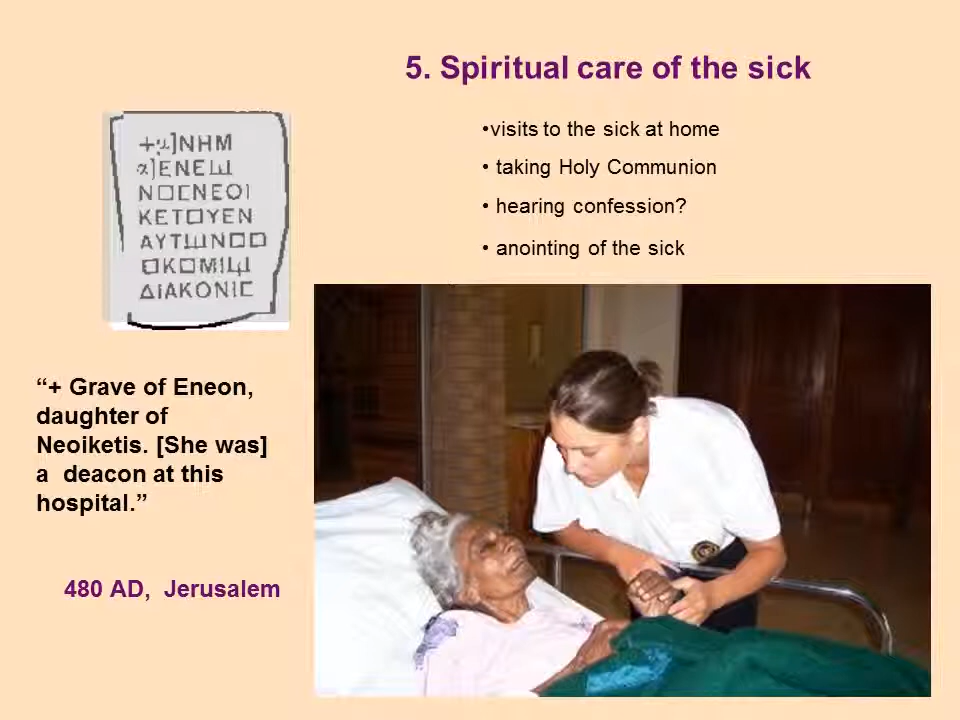 5. Spiritual care of the sick
•visits to the sick at home
• taking Holy Communion
• hearing confession?
• anointing of the sick
+μ]ΝΗΜ
α]ΕΝΕΩ
ΝΟϹΝΕΟΙ
ΚΕΤΟΥΕΝ
ΑΥΤΩΝΟΟ
ΟΚΟΜΙΩ
ΔΙΑΚΟΝΙϹ
“+ Grave of Eneon,
daughter of
Neoiketis. [She was]
a deacon at this
hospital.”
480 AD, Jerusalem